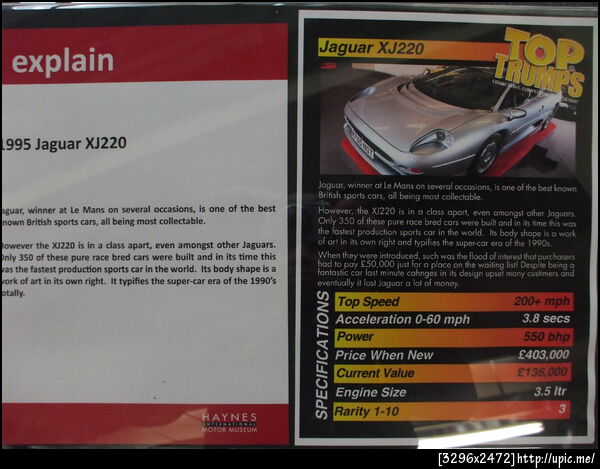 explain
1995 Jaguar XJ220
aguar, winner at Le Mans on several occasions, is one of the best
nown British sports cars, all being most collectable.
However the XJ220 is in a class apart, even amongst other Jaguars.
Only 350 of these pure race bred cars were built and in its time this
was the fastest production sports car in the world. Its body shape is a
work of art in its own right. It typifies the super-car era of the 1990's
totally.
HAYNES
INTERNATIONAL
MOTOR MUSEUM
Jaguar XJ220
TOP
TRUMPS
Jaguar, winner at Le Mans on several occasions, is one of the best known
British sports cars, all being most collectable.
However, the XJ220 is in a class apart, even amongst other Jaguars.
Only 350 of these pure race bred cars were built and in its time this
was the fastest production sports car in the world. Its body shape is a work
of art in its own right and typifies the super-car era of the 1990s.
When they were introduced, such was the flood of interest that purchasers
had to pay £50,000 just for a place on the waiting list! Despite being a
fantastic car last minute cahnges in its design upset many custimers and
eventually it lost Jaguar a lot of money.
SPECIFICATIONS
Top Speed 200+ mph
Acceleration 0-60 mph 3.8 secs
Power 550 bhp
Price When New £403,000
Current Value £136,000
Engine Size 3.5 ltr
Rarity 1-10 3
[3296x2472]http://upic.me/